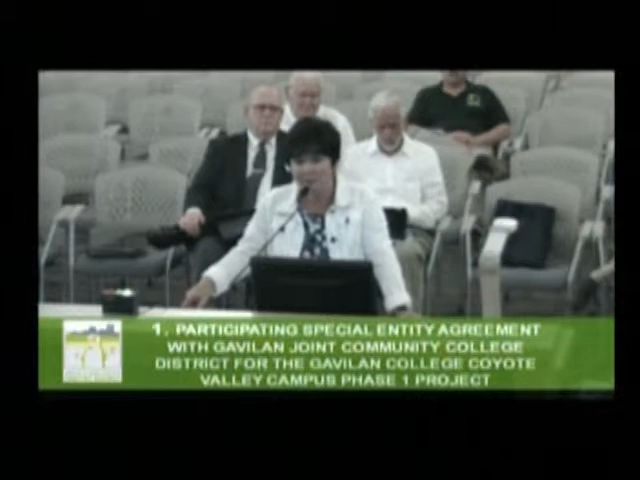 1. PARTICIPATING SPECIAL ENTITY AGREEMENT
WITH GAVILAN JOINT COMMUNITY COLLEGE
DISTRICT FOR THE GAVILAN COLLEGE COYOTE
VALLEY CAMPUS PHASE 1 PROJECT